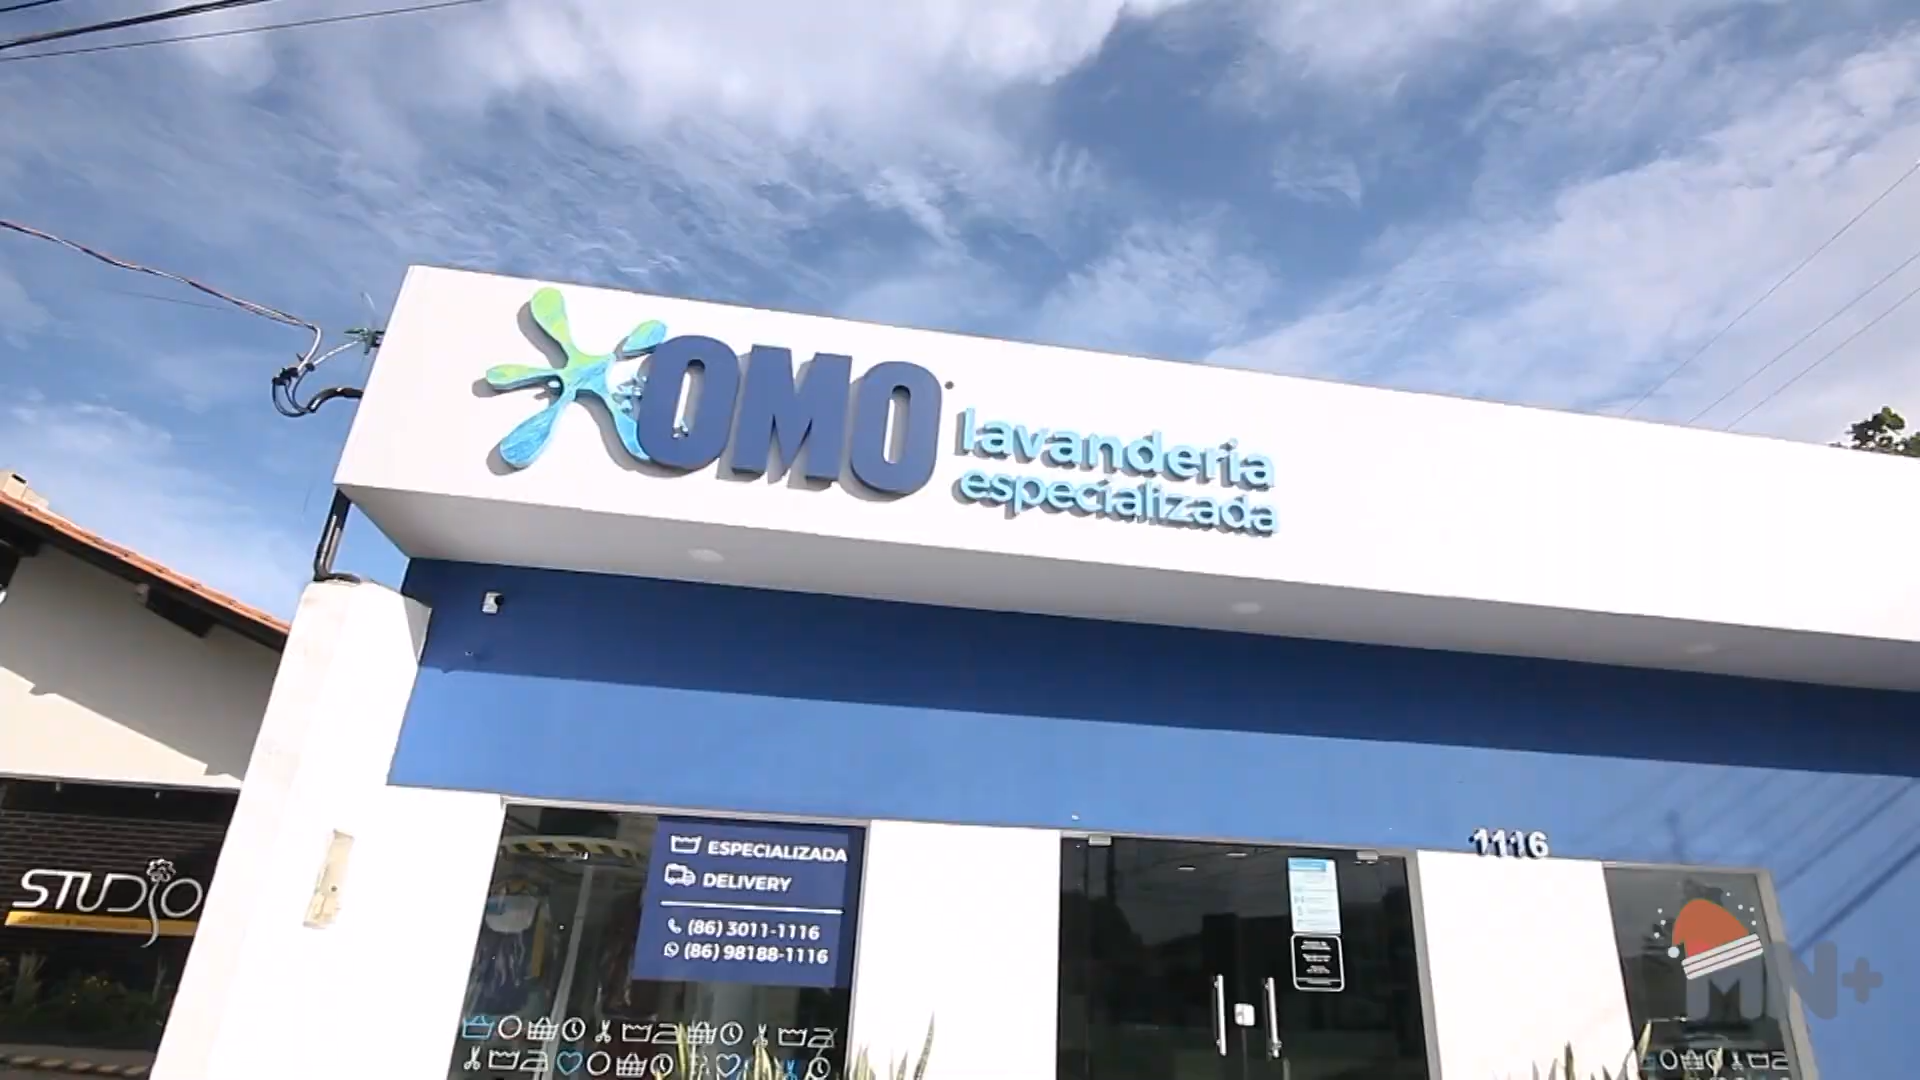 OMO
lavanderia
especializada
1116
ESPECIALIZADA
DELIVERY
(86) 3011-1116
(86) 98188-1116
STUDIO
MN+